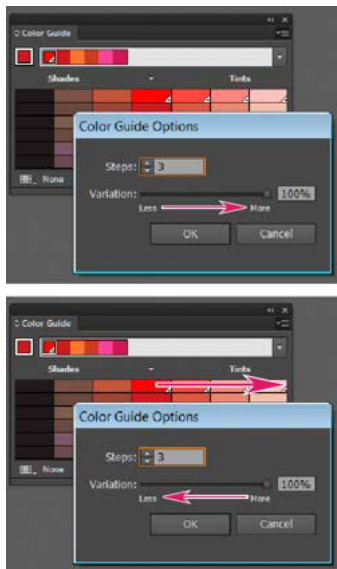 Color Guide
Shades
Tints
Color Guide Options
Steps: 3
Variation: 100%
Less More
OK Cancel
None
Color Guide
Shades
Tints
Color Guide Options
Steps: 3
Variation: 100%
Less More
OK Cancel
None